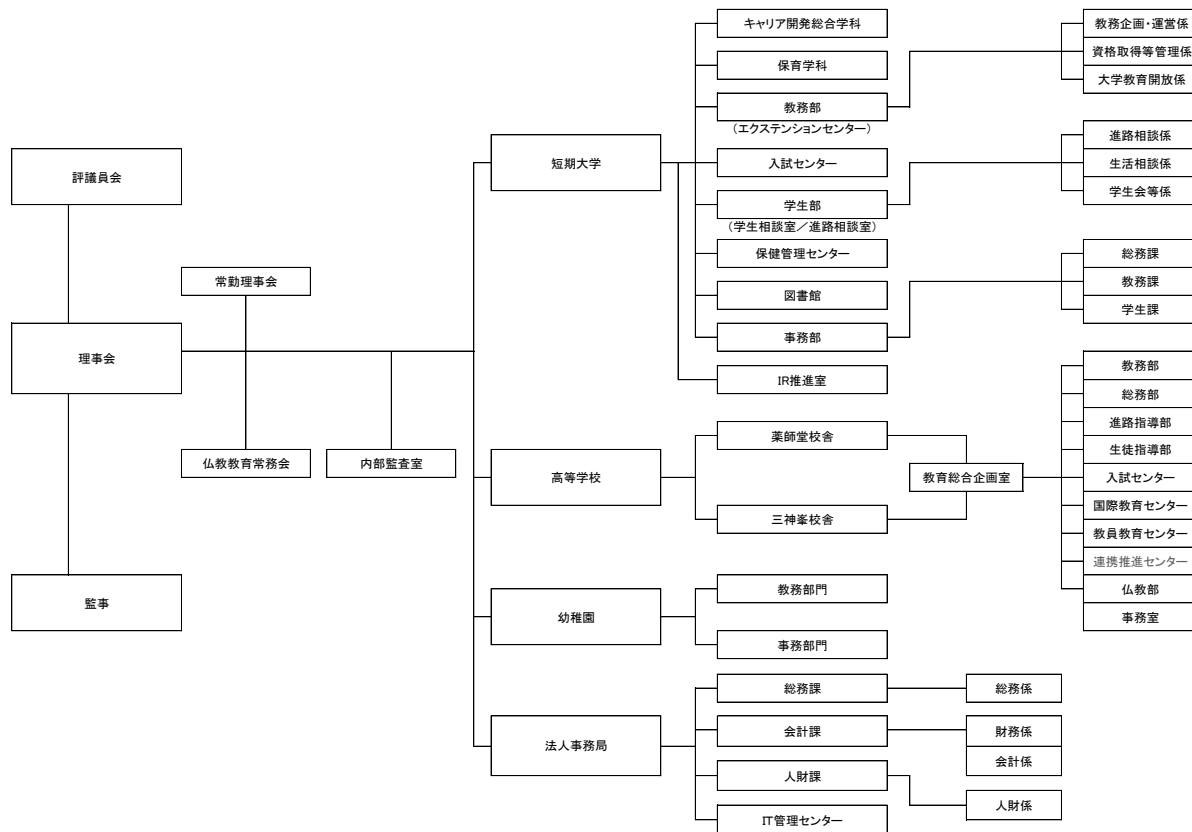 評議員会
理事会
監事
常勤理事会
仏教教育常務会
内部監査室
短期大学
キャリア開発総合学科
保育学科
教務部
(エクステンションセンター)
教務企画・運営係
資格取得等管理係
大学教育開放係
入試センター
学生部
(学生相談室／進路相談室)
進路相談係
生活相談係
学生会等係
保健管理センター
図書館
事務部
総務課
教務課
学生課
IR推進室
高等学校
薬師堂校舎
三神峯校舎
教育総合企画室
教務部
総務部
進路指導部
生徒指導部
入試センター
国際教育センター
教員教育センター
連携推進センター
仏教部
事務室
幼稚園
教務部門
事務部門
法人事務局
総務課
総務係
会計課
財務係
会計係
人財課
人財係
IT管理センター